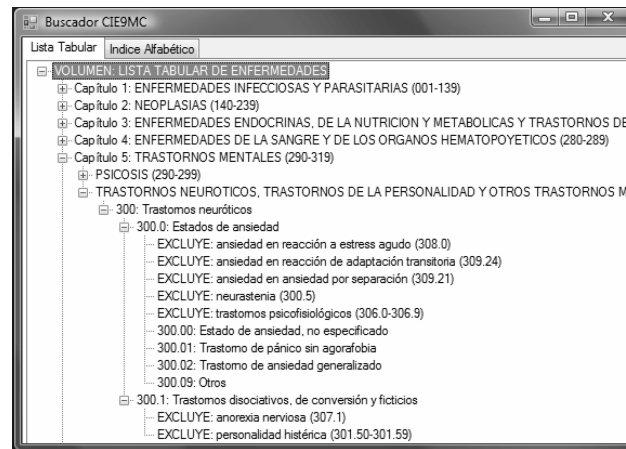 Buscador CIE9MC
Lista Tabular Indice Alfabético
VOLUMEN: LISTA TABULAR DE ENFERMEDADES
Capítulo 1: ENFERMEDADES INFECCIOSAS Y PARASITARIAS (001-139)
Capítulo 2: NEOPLASIAS (140-239)
Capítulo 3: ENFERMEDADES ENDOCRINAS, DE LA NUTRICION Y METABOLICAS Y TRASTORNOS DE
Capítulo 4: ENFERMEDADES DE LA SANGRE Y DE LOS ORGANOS HEMATOPOYETICOS (280-289)
Capítulo 5: TRASTORNOS MENTALES (290-319)
PSICOSIS (290-299)
TRASTORNOS NEUROTICOS, TRASTORNOS DE LA PERSONALIDAD Y OTROS TRASTORNOS M
300: Trastornos neuróticos
300.0: Estados de ansiedad
EXCLUYE: ansiedad en reacción a estress agudo (308.0)
EXCLUYE: ansiedad en reacción de adaptación transitoria (309.24)
EXCLUYE: ansiedad en ansiedad por separación (309.21)
EXCLUYE: neurastenia (300.5)
EXCLUYE: trastornos psicofisiológicos (306.0-306.9)
300.00: Estado de ansiedad, no especificado
300.01: Trastorno de pánico sin agorafobia
300.02: Trastorno de ansiedad generalizado
300.09: Otros
300.1: Trastornos disociativos, de conversión y ficticios
EXCLUYE: anorexia nerviosa (307.1)
EXCLUYE: personalidad histérica (301.50-301.59)